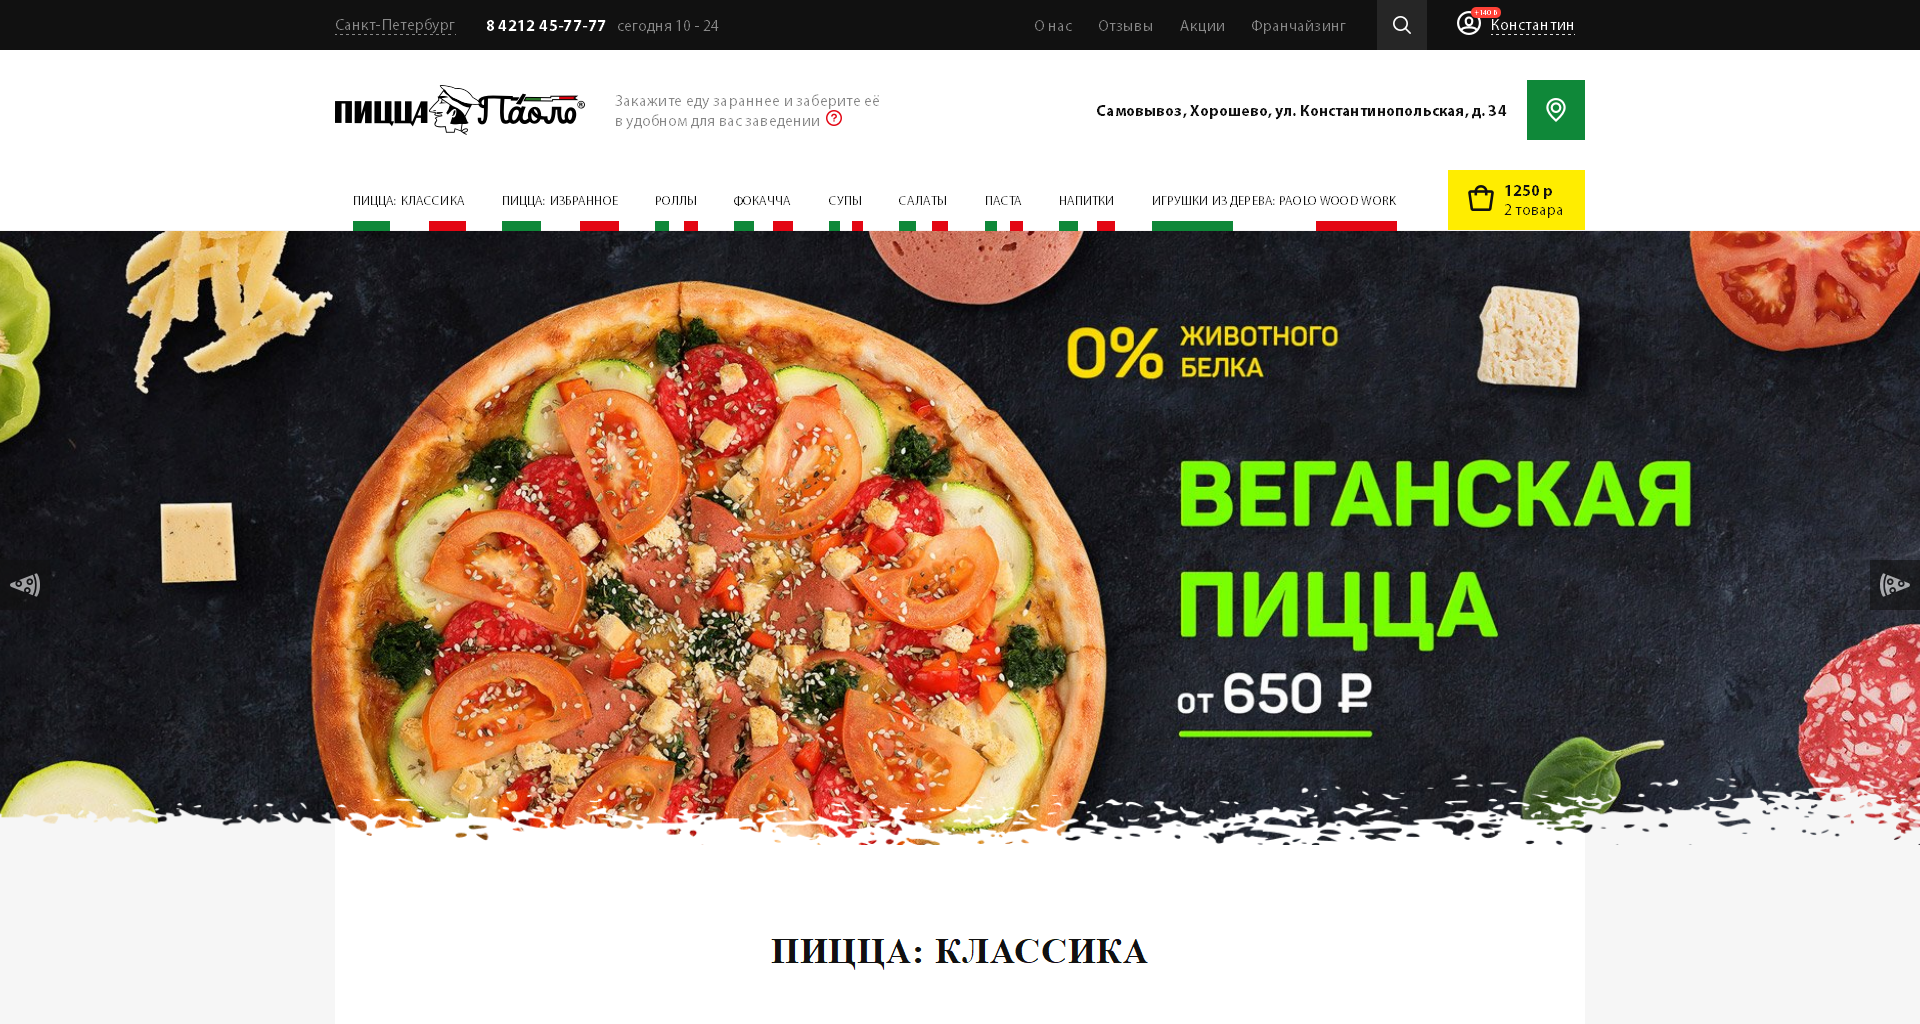 Санкт-Петербург
8 4212 45-77-77 сегодня 10 - 24
О нас
Отзывы
Акции
Франчайзинг
+140
Константин
ПИЦЦА Паоло®
Закажите еду зараннее и заберите её
в удобном для вас заведении ?
Самовывоз, Хорошево, ул. Константинопольская, д. 34
ПИЦЦА: КЛАССИКА
ПИЦЦА: ИЗБРАННОЕ
РОЛЛЫ
ФОКАЧЧА
СУПЫ
САЛАТЫ
ПАСТА
НАПИТКИ
ИГРУШКИ ИЗ ДЕРЕВА: PAOLO WOOD WORK
1250 р
2 товара
0% ЖИВОТНОГО
БЕЛКА
ВЕГАНСКАЯ
ПИЦЦА
от 650 ₽
ПИЦЦА: КЛАССИКА